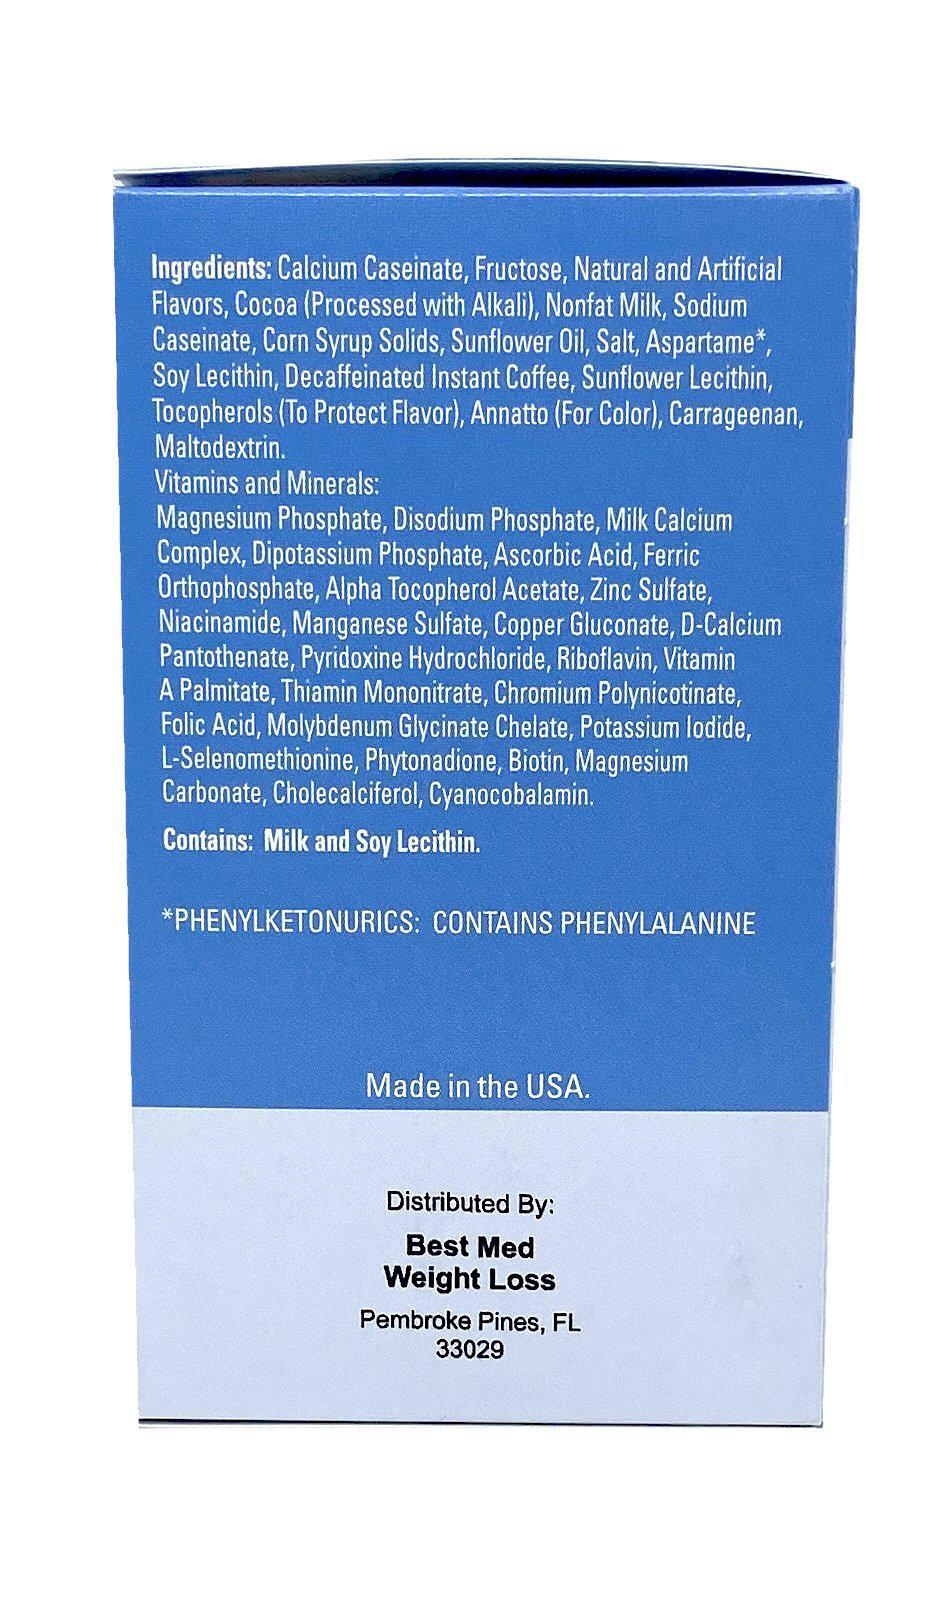 Ingredients: Calcium Caseinate, Fructose, Natural and Artificial
Flavors, Cocoa (Processed with Alkali), Nonfat Milk, Sodium
Caseinate, Corn Syrup Solids, Sunflower Oil, Salt, Aspartame*,
Soy Lecithin, Decaffeinated Instant Coffee, Sunflower Lecithin,
Tocopherols (To Protect Flavor), Annatto (For Color), Carrageenan,
Maltodextrin.
Vitamins and Minerals:
Magnesium Phosphate, Disodium Phosphate, Milk Calcium
Complex, Dipotassium Phosphate, Ascorbic Acid, Ferric
Orthophosphate, Alpha Tocopherol Acetate, Zinc Sulfate,
Niacinamide, Manganese Sulfate, Copper Gluconate, D-Calcium
Pantothenate, Pyridoxine Hydrochloride, Riboflavin, Vitamin
A Palmitate, Thiamin Mononitrate, Chromium Polynicotinate,
Folic Acid, Molybdenum Glycinate Chelate, Potassium Iodide,
L-Selenomethionine, Phytonadione, Biotin, Magnesium
Carbonate, Cholecalciferol, Cyanocobalamin.
Contains: Milk and Soy Lecithin.
*PHENYLKETONURICS: CONTAINS PHENYLALANINE
Made in the USA.
Distributed By:
Best Med
Weight Loss
Pembroke Pines, FL
33029